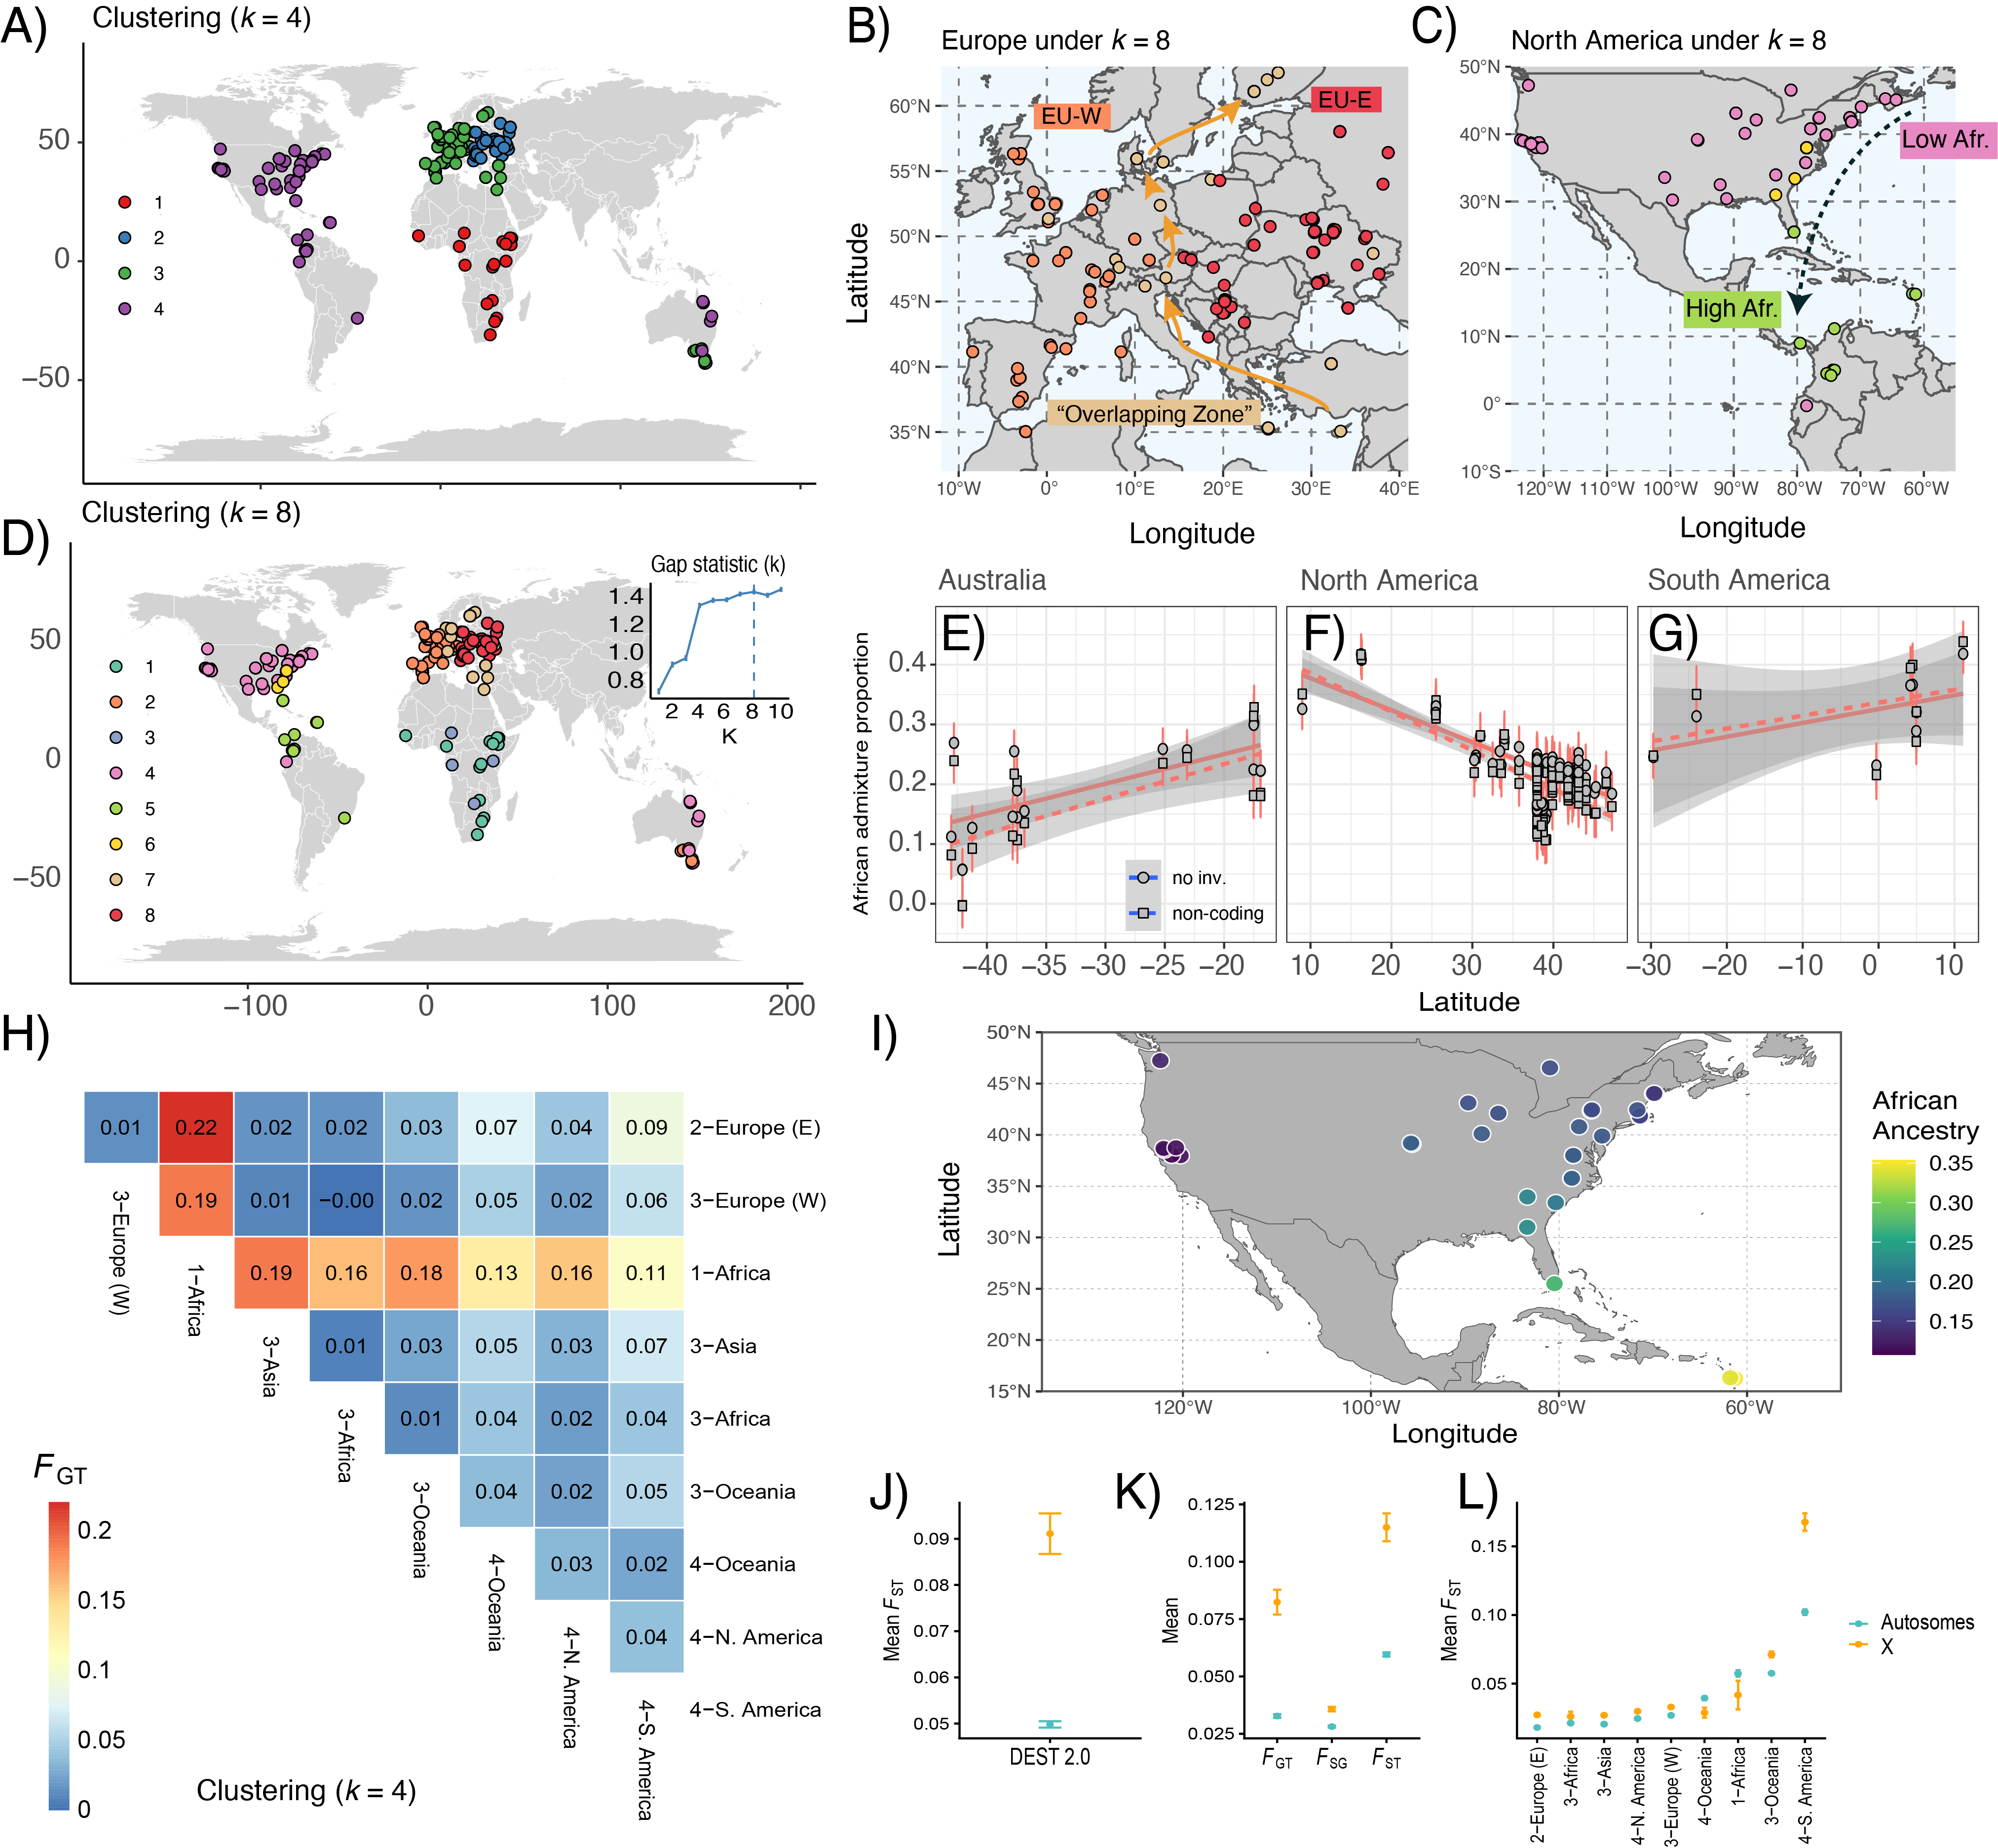 A)
Clustering (k = 4)
50
0
−50
1
2
3
4
B)
Europe under k = 8
Latitude
60°N
55°N
50°N
45°N
40°N
35°N
EU-W
EU-E
“Overlapping Zone”
10°W 0° 10°E 20°E 30°E 40°E
Longitude
C)
North America under k = 8
50°N
40°N
30°N
20°N
10°N
0°
10°S
Low Afr.
High Afr.
120°W 110°W 100°W 90°W 80°W 70°W 60°W
Longitude
D)
Clustering (k = 8)
50
0
−50
1
2
3
4
5
6
7
8
−100 0 100 200
Gap statistic (k)
1.4
1.2
1.0
0.8
2 4 6 8 10
K
African admixture proportion
0.4
0.3
0.2
0.1
0.0
Australia
E)
no inv.
non-coding
−40 −35 −30 −25 −20
North America
F)
10 20 30 40
South America
G)
−30 −20 −10 0 10
Latitude
H)
0.01 0.22 0.02 0.02 0.03 0.07 0.04 0.09 2−Europe (E)
0.19 0.01 −0.00 0.02 0.05 0.02 0.06 3−Europe (W)
0.19 0.16 0.18 0.13 0.16 0.11 1−Africa
0.01 0.03 0.05 0.03 0.07 3−Asia
0.01 0.04 0.02 0.04 3−Africa
0.04 0.02 0.05 3−Oceania
0.03 0.02 4−Oceania
0.04 4−N. America
4−S. America
3−Europe (W)
1−Africa
3−Asia
3−Africa
3−Oceania
4−Oceania
4−N. America
4−S. America
FGT
0.2
0.15
0.1
0.05
0
Clustering (k = 4)
I)
Latitude
50°N
45°N
40°N
35°N
30°N
25°N
20°N
15°N
120°W 100°W 80°W 60°W
Longitude
African
Ancestry
0.35
0.30
0.25
0.20
0.15
J)
Mean FST
0.09
0.08
0.07
0.06
0.05
DEST 2.0
K)
Mean
0.125
0.100
0.075
0.050
0.025
FGT FSG FST
L)
Mean FST
0.15
0.10
0.05
2−Europe (E)
3−Africa
3−Asia
4−N. America
3−Europe (W)
4−Oceania
1−Africa
3−Oceania
4−S. America
Autosomes
X